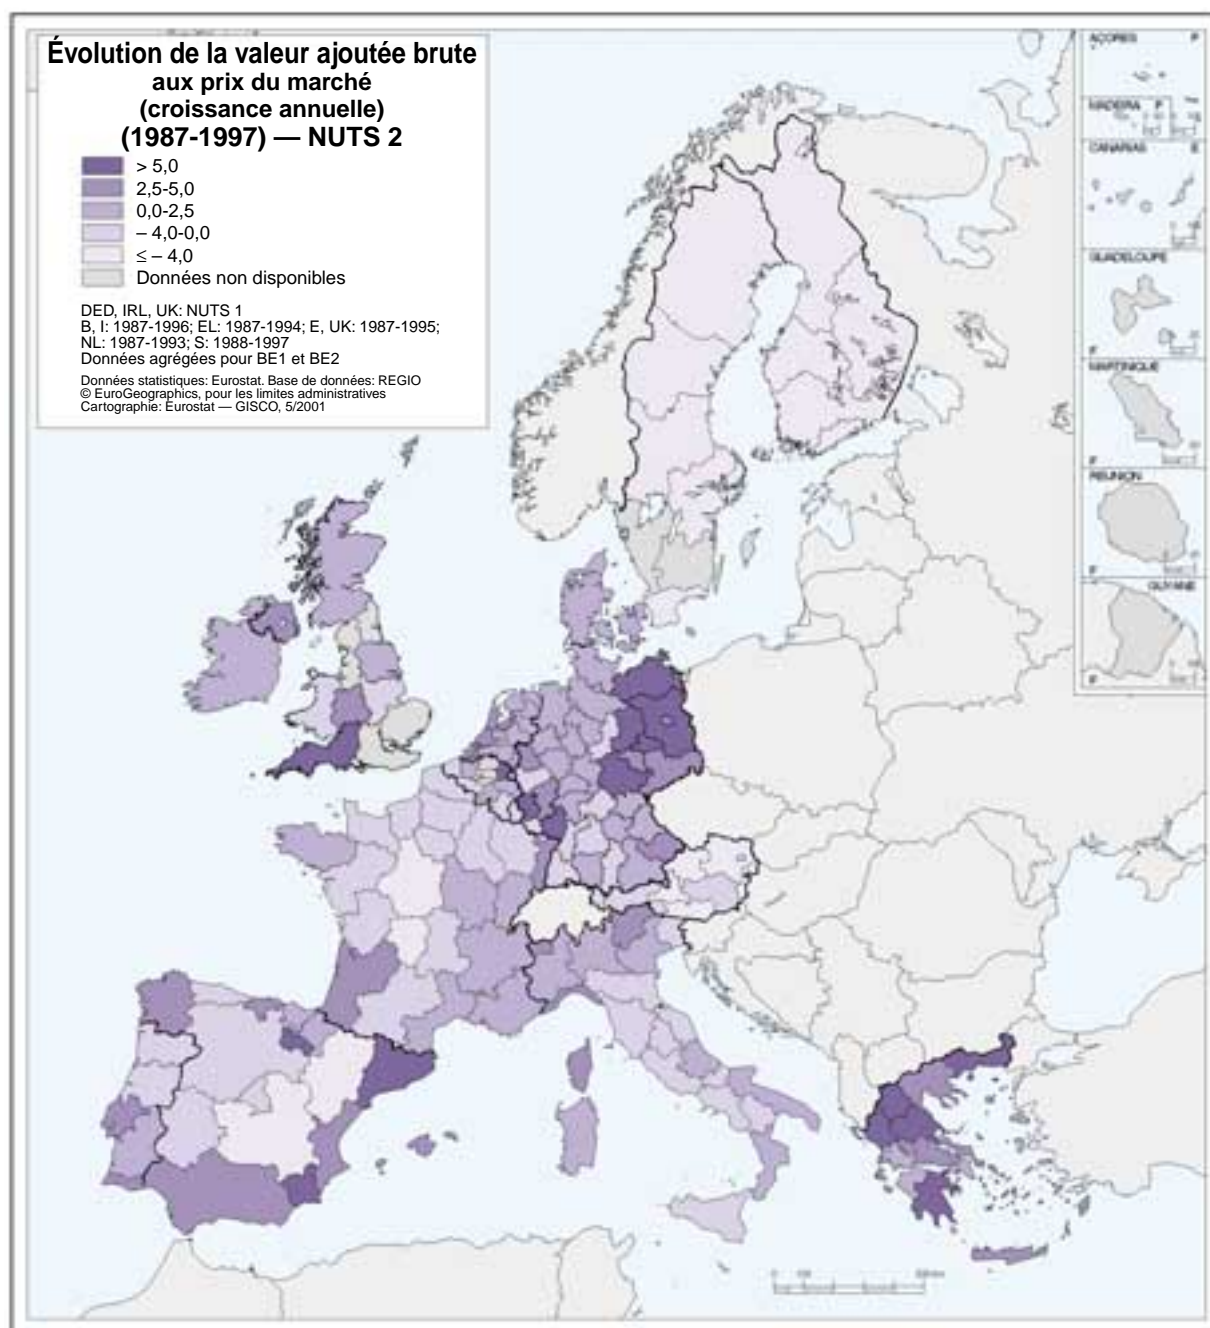 Évolution de la valeur ajoutée brute
aux prix du marché
(croissance annuelle)
(1987-1997) — NUTS 2
> 5,0
2,5-5,0
0,0-2,5
– 4,0-0,0
≤ – 4,0
Données non disponibles
DED, IRL, UK: NUTS 1
B, I: 1987-1996; EL: 1987-1994; E, UK: 1987-1995;
NL: 1987-1993; S: 1988-1997
Données agrégées pour BE1 et BE2
Données statistiques: Eurostat. Base de données: REGIO
© EuroGeographics, pour les limites administratives
Cartographie: Eurostat — GISCO, 5/2001
AÇORES P
MADEIRA P
CANARIAS E
GUADELOUPE
F
MARTINIQUE
F
RÉUNION
F
GUYANE
F